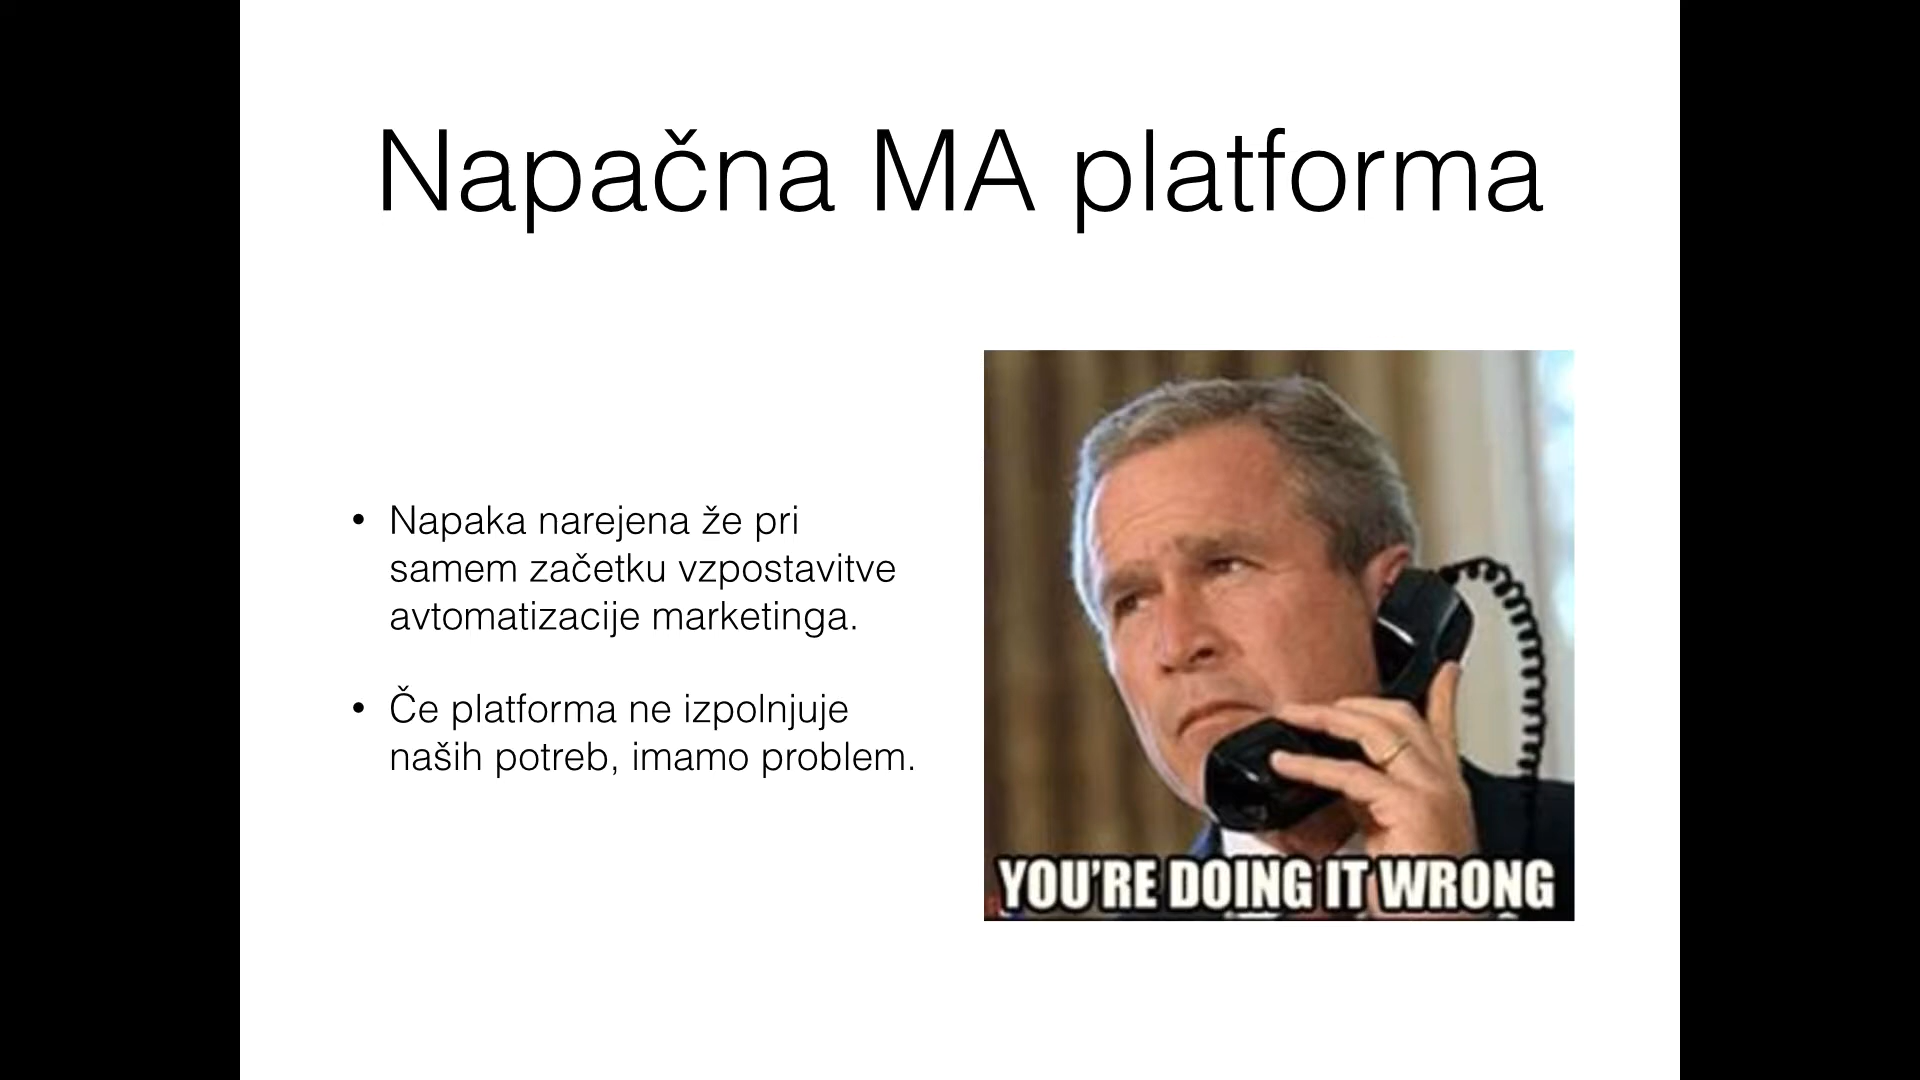 Napačna MA platforma
• Napaka narejena že pri
samem začetku vzpostavitve
avtomatizacije marketinga.
• Če platforma ne izpolnjuje
naših potreb, imamo problem.
YOU'RE DOING IT WRONG